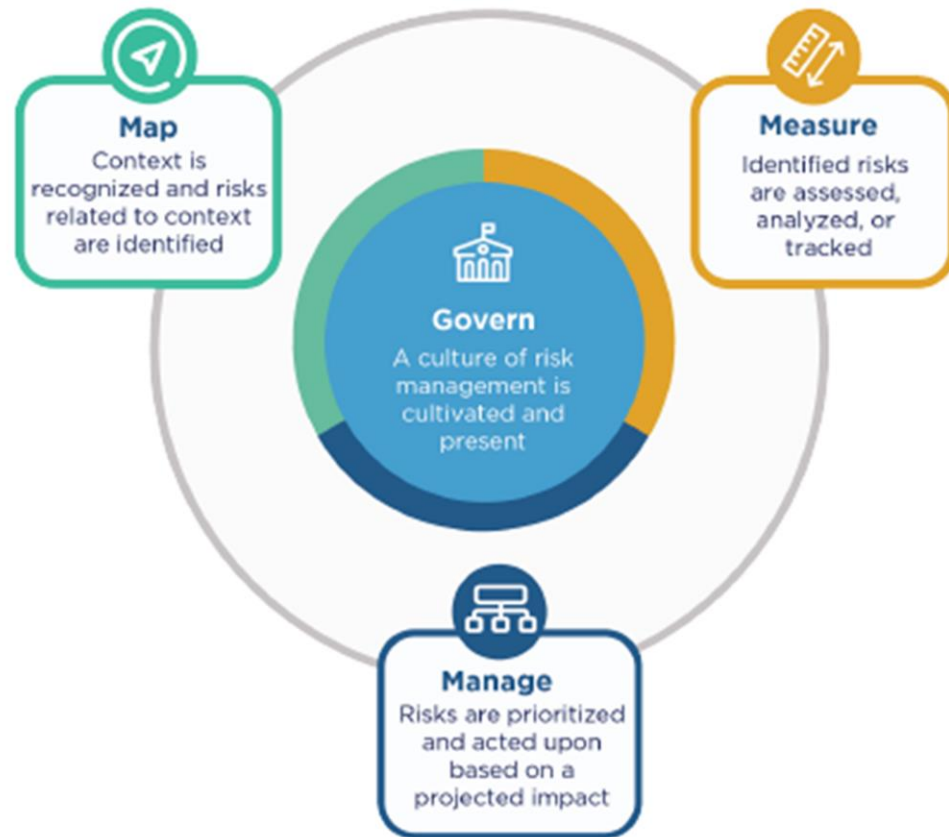 Map
Context is
recognized and risks
related to context
are identified
Measure
Identified risks
are assessed,
analyzed, or
tracked
Govern
A culture of risk
management is
cultivated and
present
Manage
Risks are prioritized
and acted upon
based on a
projected impact